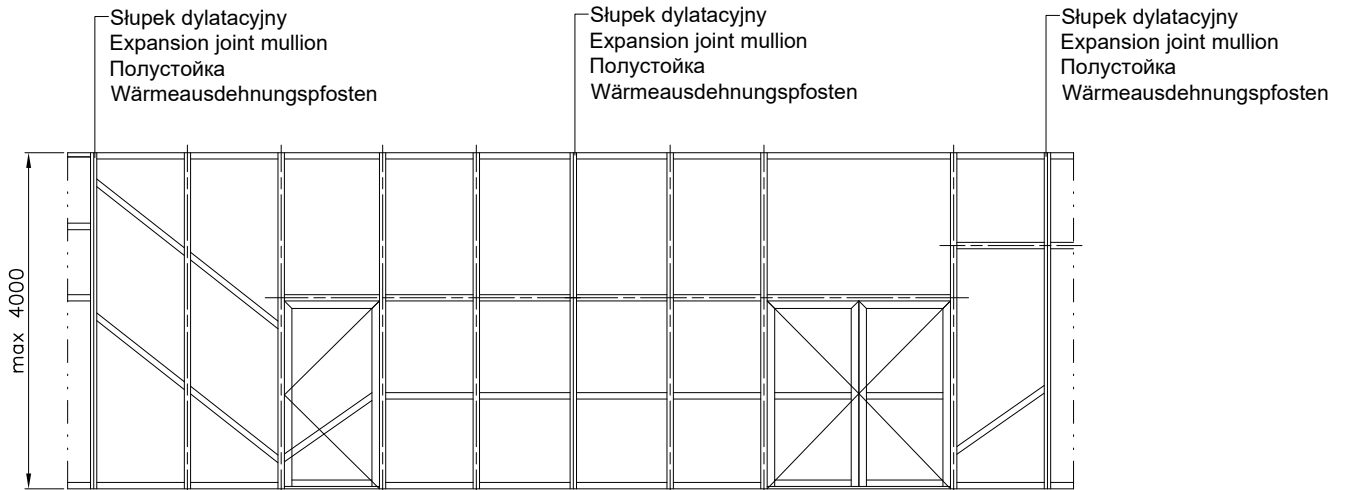 Słupek dylatacyjny
Expansion joint mullion
Полустойка
Wärmeausdehnungspfosten
Słupek dylatacyjny
Expansion joint mullion
Полустойка
Wärmeausdehnungspfosten
Słupek dylatacyjny
Expansion joint mullion
Полустойка
Wärmeausdehnungspfosten
max 4000